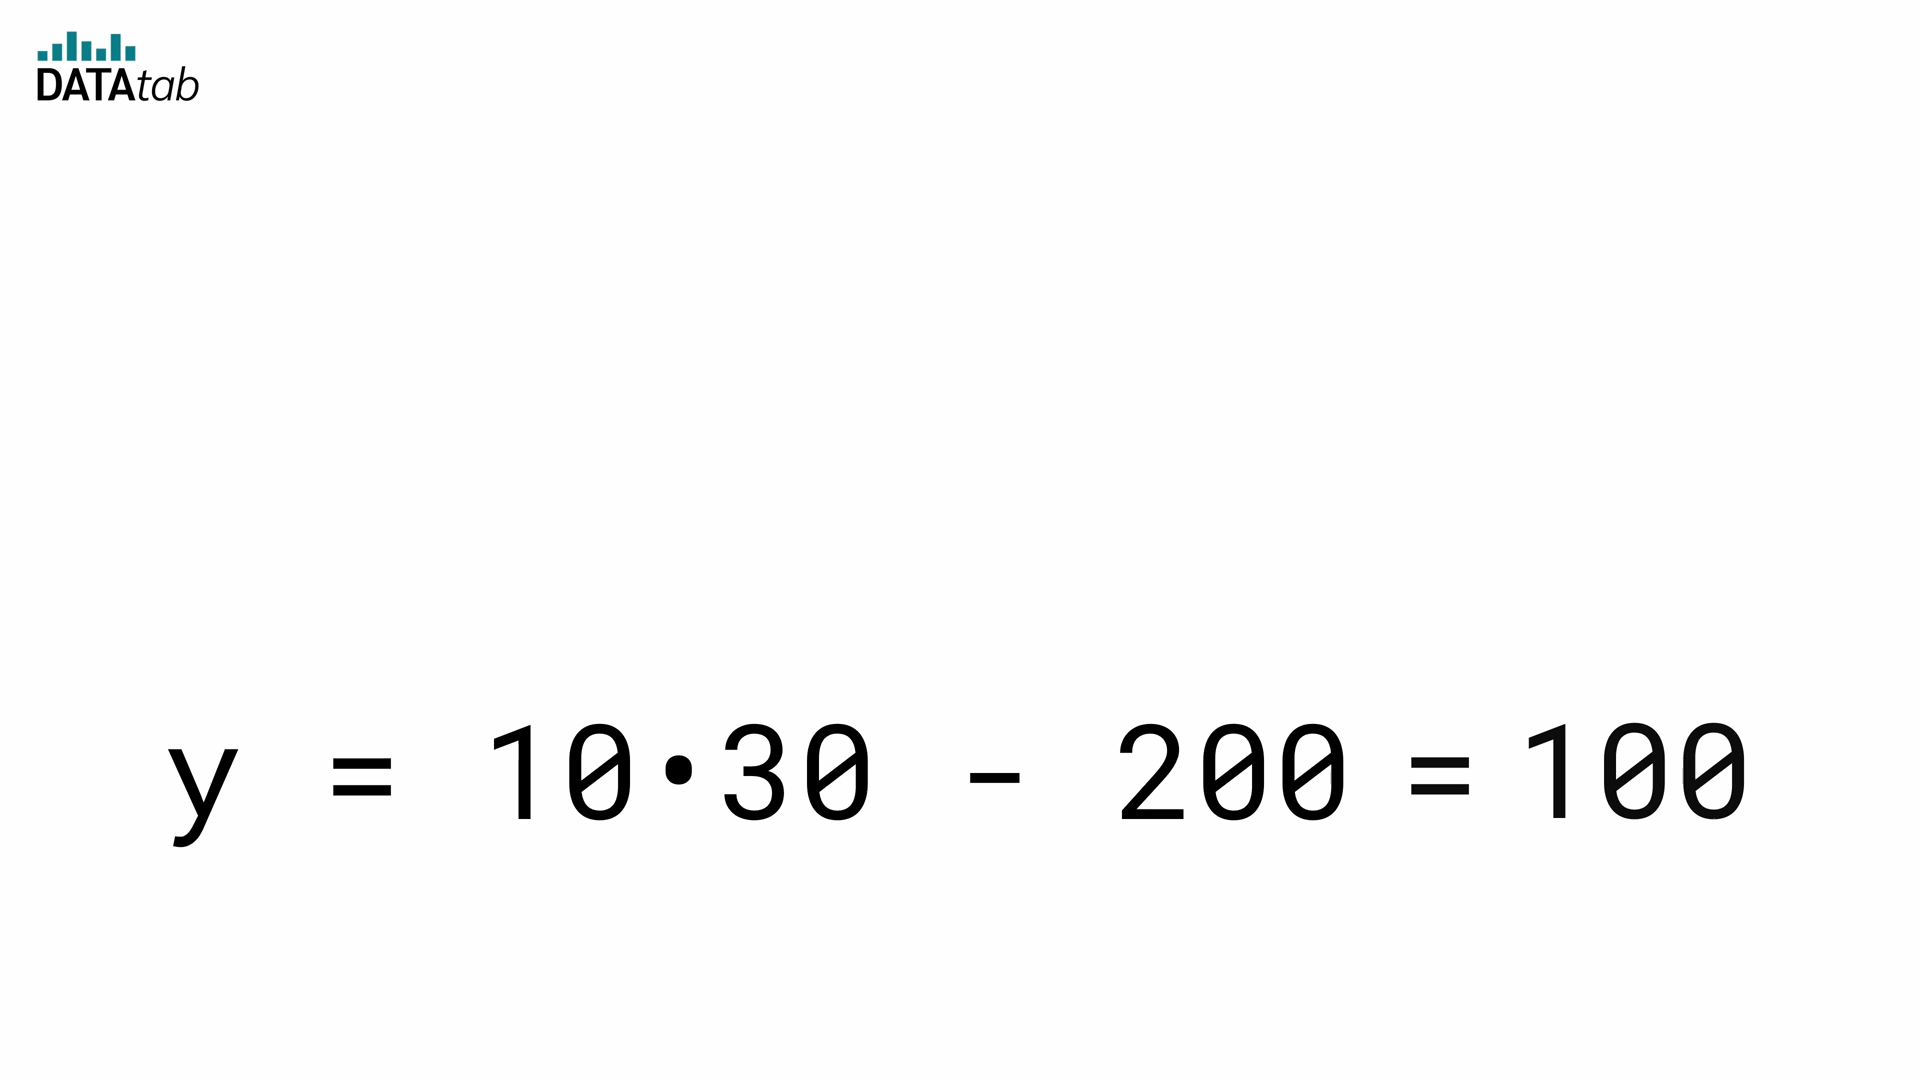 DATAtab
y = 10•30 - 200 = 100